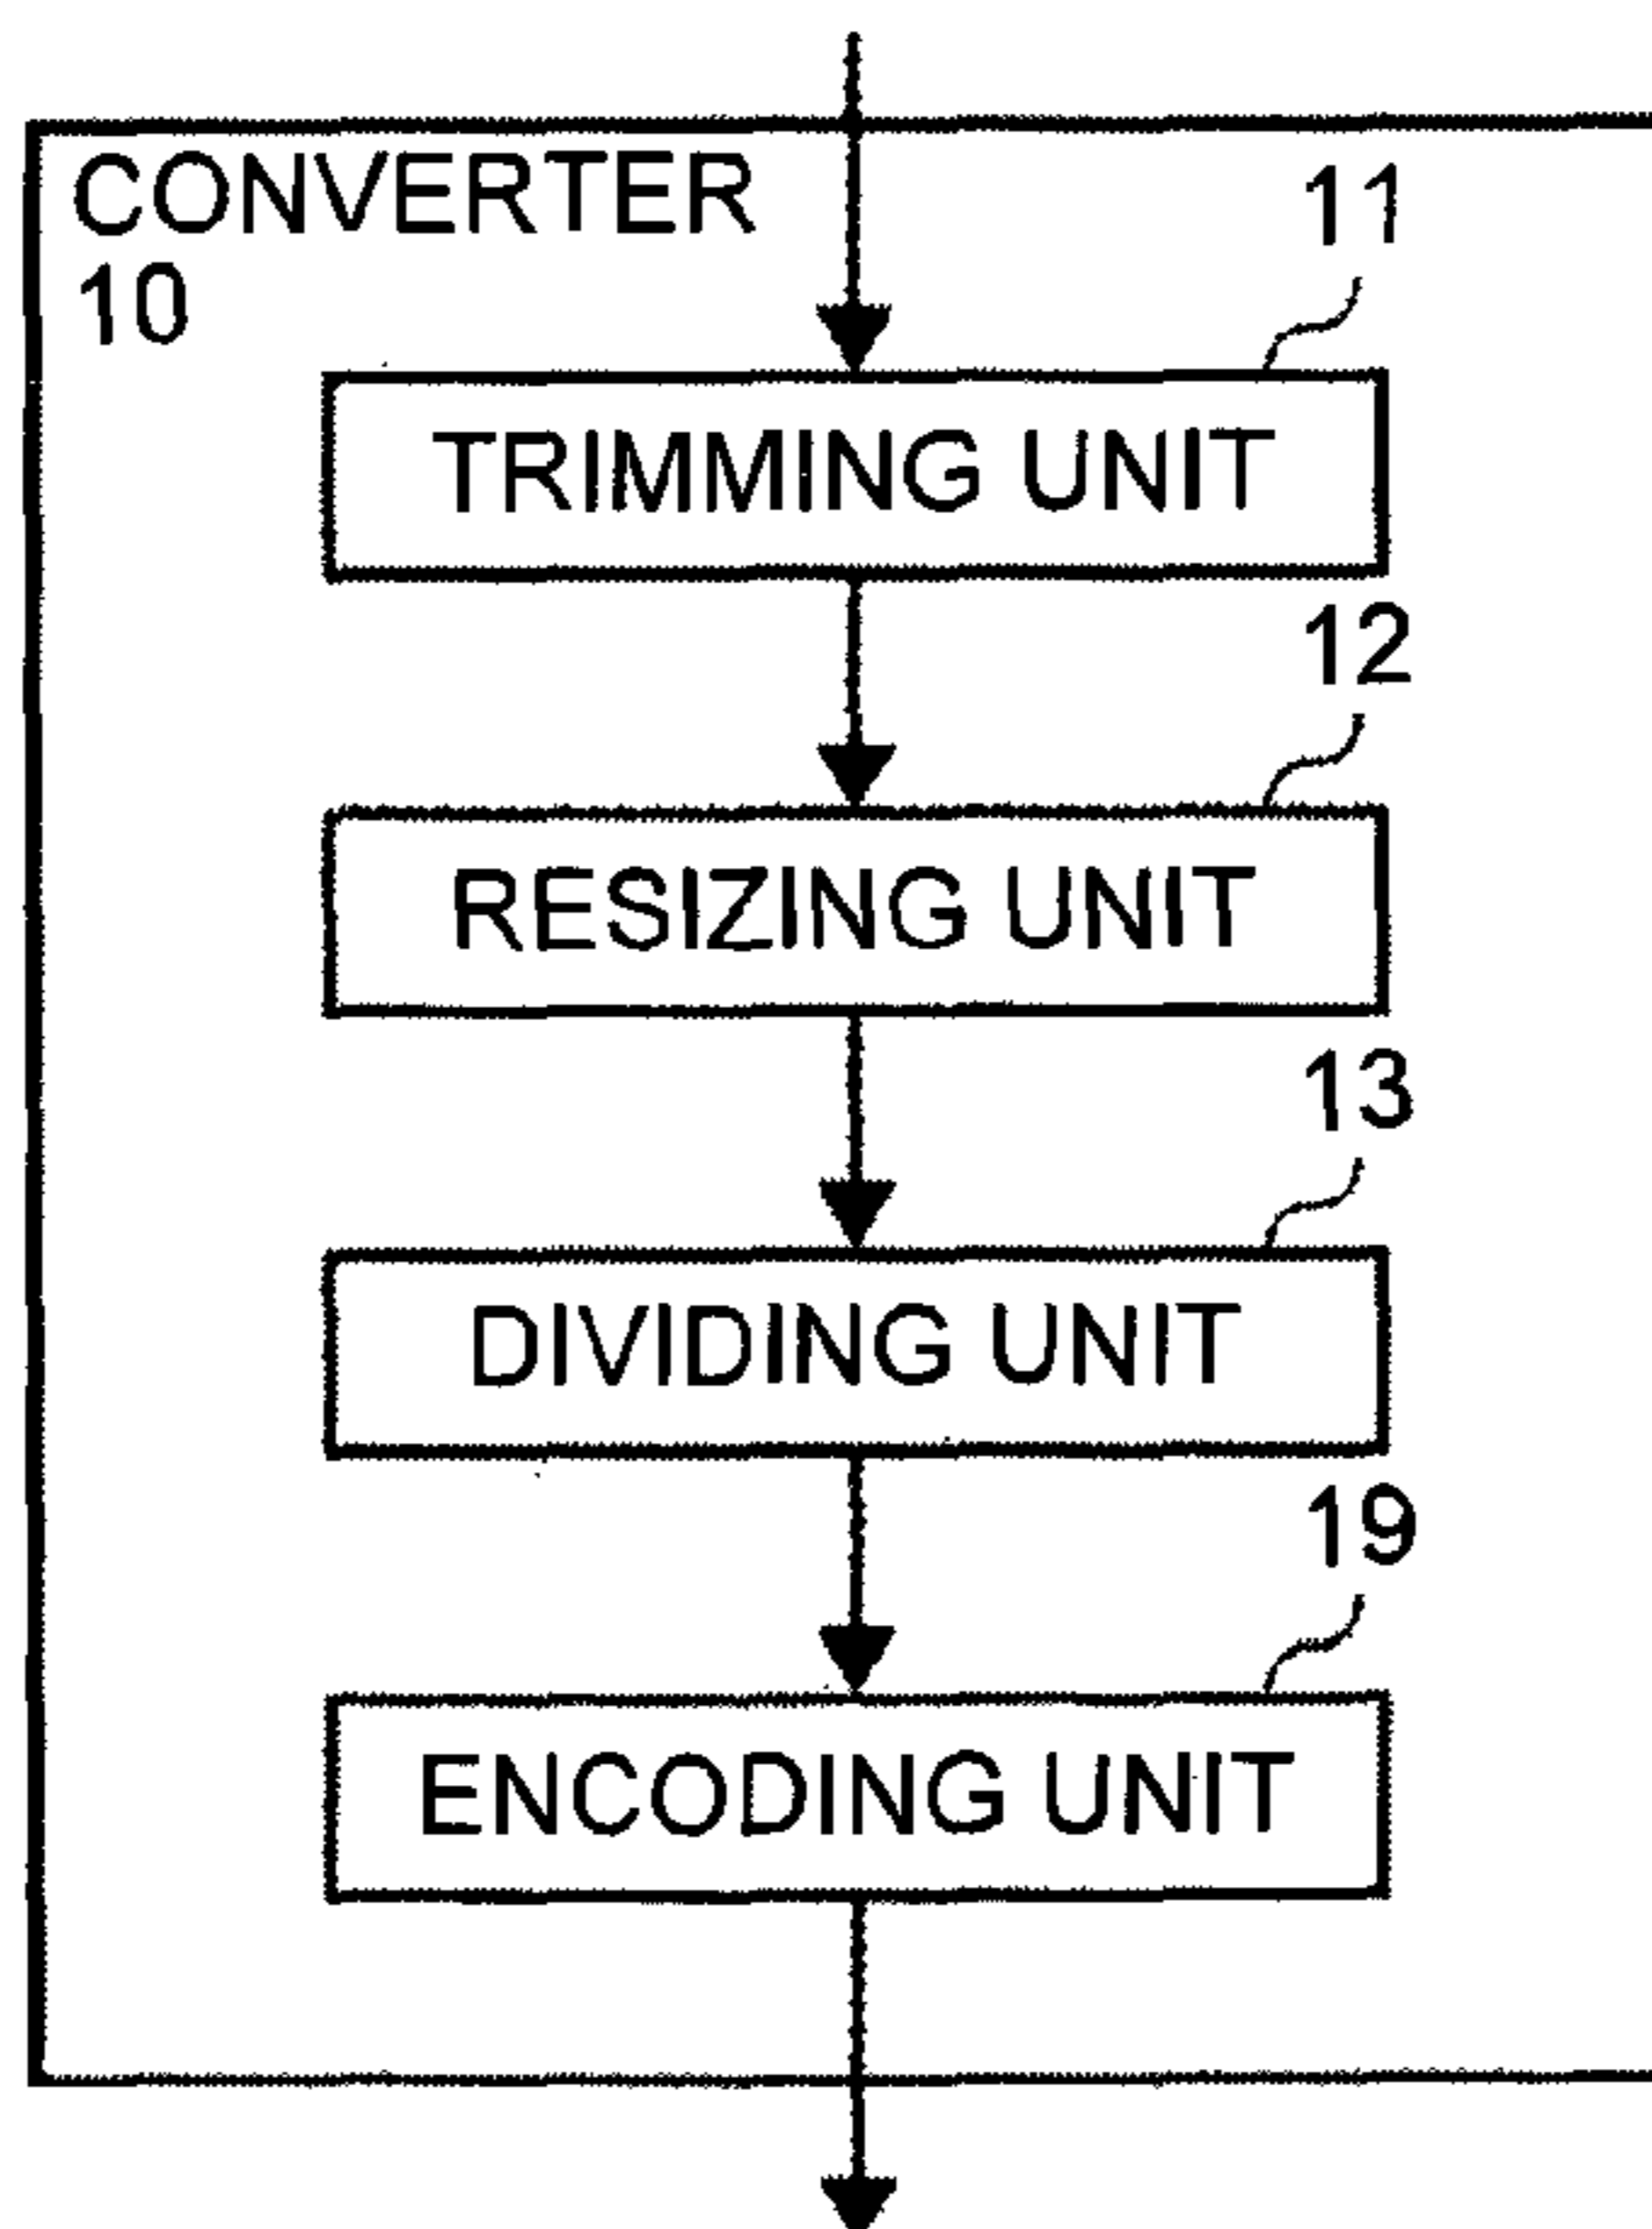 CONVERTER
10
11
TRIMMING UNIT
12
RESIZING UNIT
13
DIVIDING UNIT
19
ENCODING UNIT